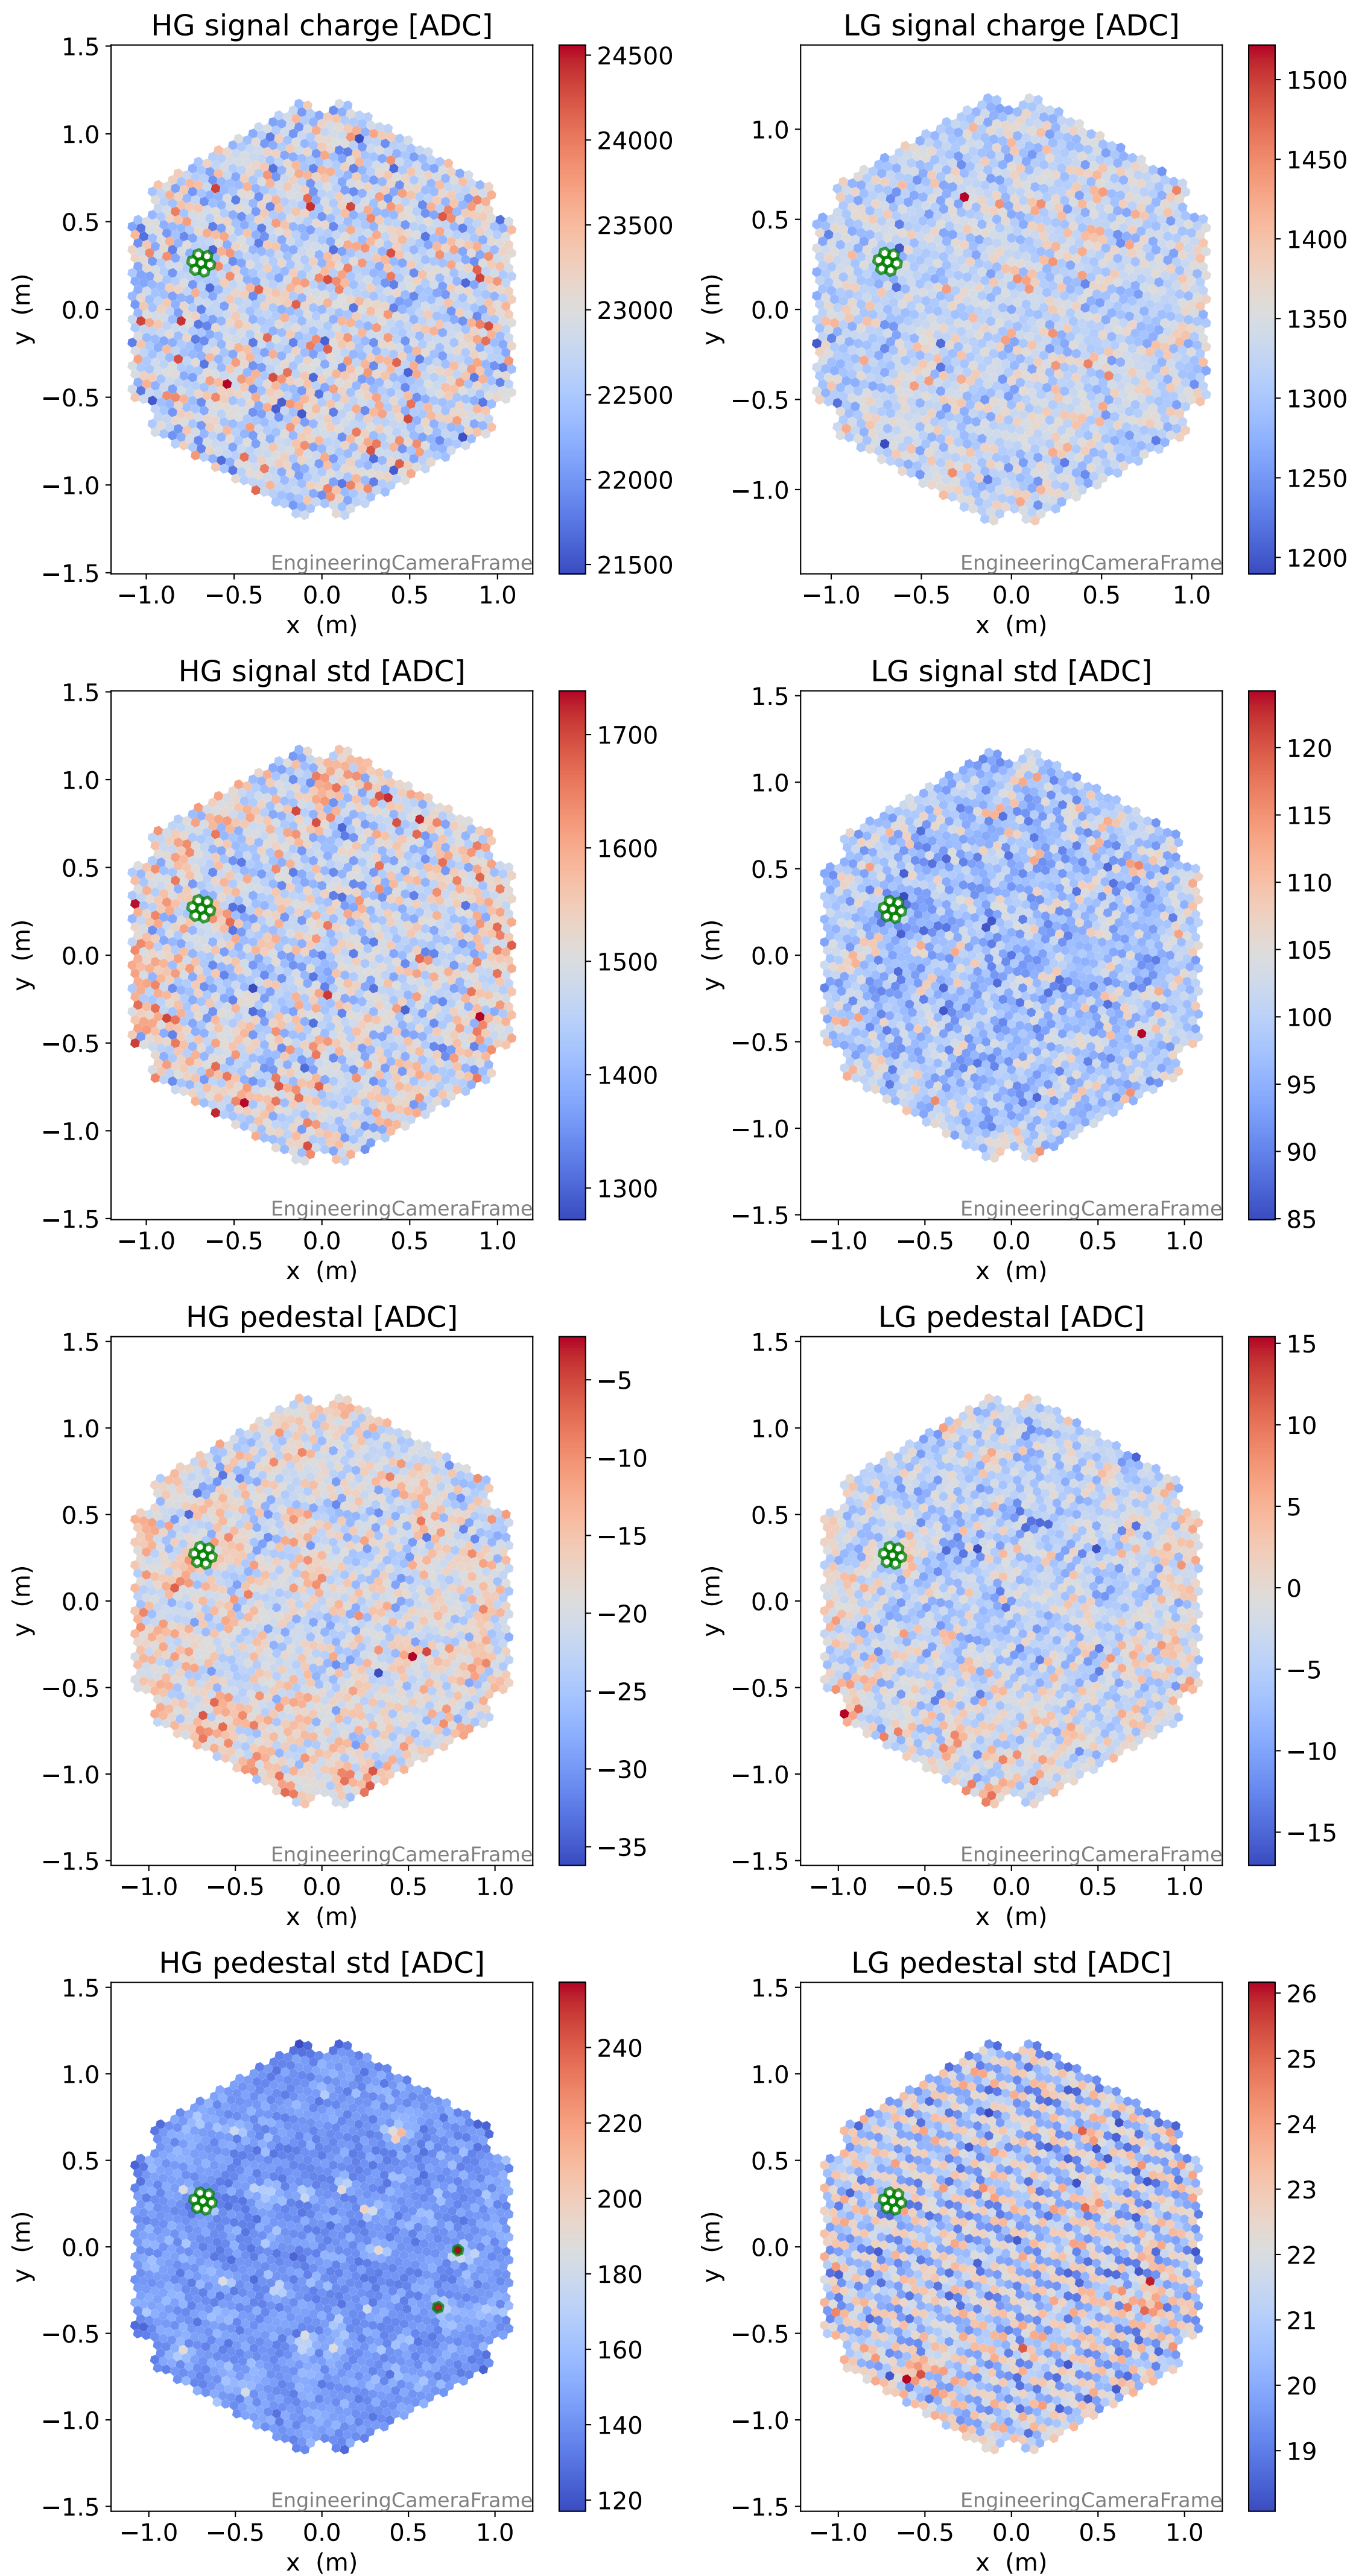 HG signal charge [ADC]
LG signal charge [ADC]
1.5
1.0
0.5
0.0
−0.5
−1.0
−1.5
y (m)
−1.0 −0.5 0.0 0.5 1.0
x (m)
EngineeringCameraFrame
24500
24000
23500
23000
22500
22000
21500
1.0
0.5
0.0
−0.5
−1.0
y (m)
−1.0 −0.5 0.0 0.5 1.0
x (m)
EngineeringCameraFrame
1500
1450
1400
1350
1300
1250
1200
HG signal std [ADC]
LG signal std [ADC]
1.5
1.0
0.5
0.0
−0.5
−1.0
−1.5
y (m)
−1.0 −0.5 0.0 0.5 1.0
x (m)
EngineeringCameraFrame
1700
1600
1500
1400
1300
1.5
1.0
0.5
0.0
−0.5
−1.0
−1.5
y (m)
−1.0 −0.5 0.0 0.5 1.0
x (m)
EngineeringCameraFrame
120
115
110
105
100
95
90
85
HG pedestal [ADC]
LG pedestal [ADC]
1.5
1.0
0.5
0.0
−0.5
−1.0
−1.5
y (m)
−1.0 −0.5 0.0 0.5 1.0
x (m)
EngineeringCameraFrame
−5
−10
−15
−20
−25
−30
−35
1.5
1.0
0.5
0.0
−0.5
−1.0
−1.5
y (m)
−1.0 −0.5 0.0 0.5 1.0
x (m)
EngineeringCameraFrame
15
10
5
0
−5
−10
−15
HG pedestal std [ADC]
LG pedestal std [ADC]
1.5
1.0
0.5
0.0
−0.5
−1.0
−1.5
y (m)
−1.0 −0.5 0.0 0.5 1.0
x (m)
EngineeringCameraFrame
240
220
200
180
160
140
120
1.5
1.0
0.5
0.0
−0.5
−1.0
−1.5
y (m)
−1.0 −0.5 0.0 0.5 1.0
x (m)
EngineeringCameraFrame
26
25
24
23
22
21
20
19